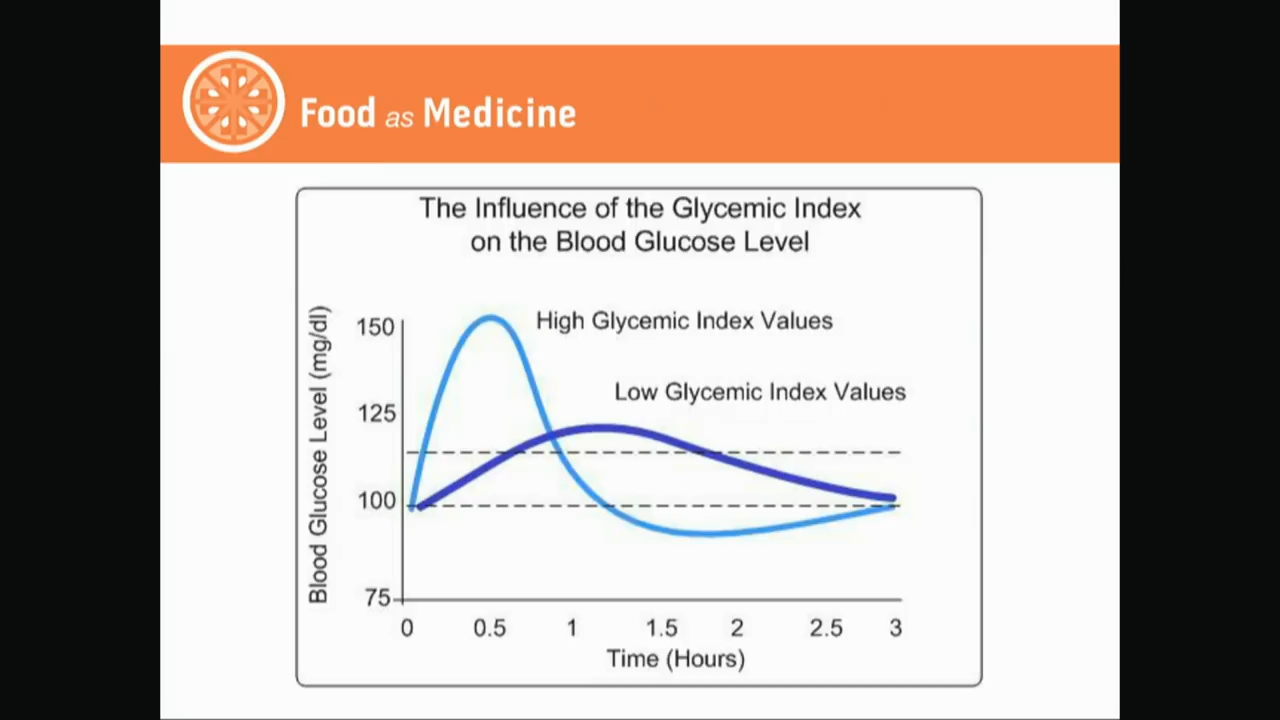 Food as Medicine
The Influence of the Glycemic Index
on the Blood Glucose Level
High Glycemic Index Values
Low Glycemic Index Values
Blood Glucose Level (mg/dl)
150
125
100
75
0 0.5 1 1.5 2 2.5 3
Time (Hours)